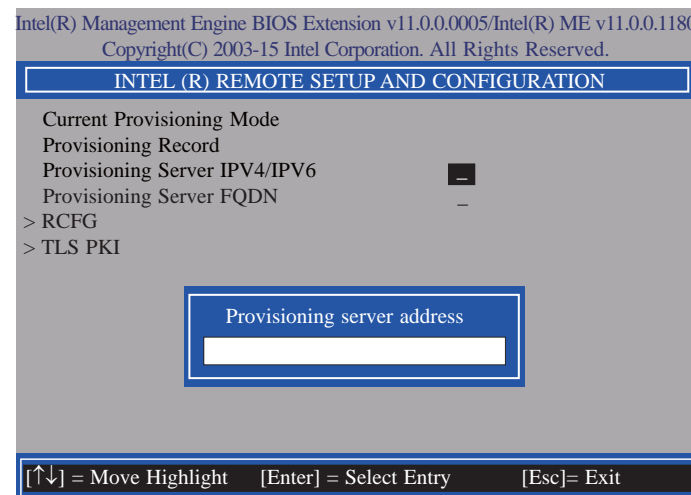 Intel(R) Management Engine BIOS Extension v11.0.0.0005/Intel(R) ME v11.0.0.1180
Copyright(C) 2003-15 Intel Corporation. All Rights Reserved.
INTEL (R) REMOTE SETUP AND CONFIGURATION
Current Provisioning Mode
Provisioning Record
Provisioning Server IPV4/IPV6 _
Provisioning Server FQDN _
> RCFG
> TLS PKI
Provisioning server address
[↑↓] = Move Highlight [Enter] = Select Entry [Esc]= Exit